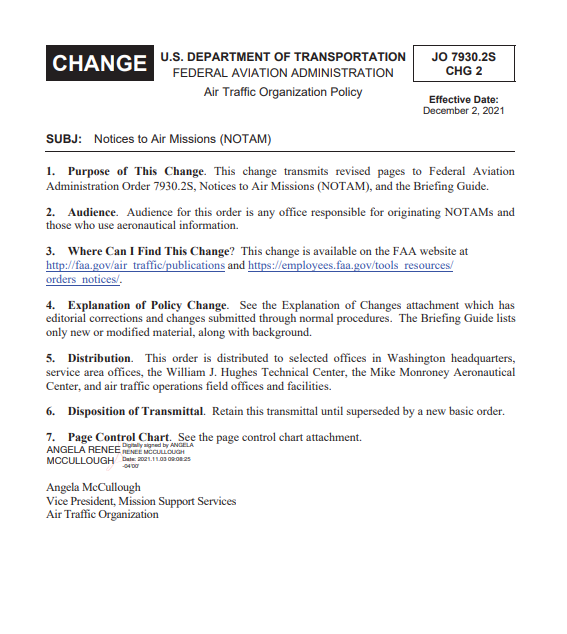 CHANGE
U.S. DEPARTMENT OF TRANSPORTATION
FEDERAL AVIATION ADMINISTRATION
Air Traffic Organization Policy
JO 7930.2S
CHG 2
Effective Date:
December 2, 2021
SUBJ: Notices to Air Missions (NOTAM)
1. Purpose of This Change. This change transmits revised pages to Federal Aviation
Administration Order 7930.2S, Notices to Air Missions (NOTAM), and the Briefing Guide.
2. Audience. Audience for this order is any office responsible for originating NOTAMs and
those who use aeronautical information.
3. Where Can I Find This Change? This change is available on the FAA website at
http://faa.gov/air_traffic/publications and https://employees.faa.gov/tools_resources/
orders_notices/.
4. Explanation of Policy Change. See the Explanation of Changes attachment which has
editorial corrections and changes submitted through normal procedures. The Briefing Guide lists
only new or modified material, along with background.
5. Distribution. This order is distributed to selected offices in Washington headquarters,
service area offices, the William J. Hughes Technical Center, the Mike Monroney Aeronautical
Center, and air traffic operations field offices and facilities.
6. Disposition of Transmittal. Retain this transmittal until superseded by a new basic order.
7. Page Control Chart. See the page control chart attachment.
ANGELA RENEE
MCCULLOUGH
Digitally signed by ANGELA
RENEE MCCULLOUGH
Date: 2021.11.03 09:08:25
-04'00'
Angela McCullough
Vice President, Mission Support Services
Air Traffic Organization